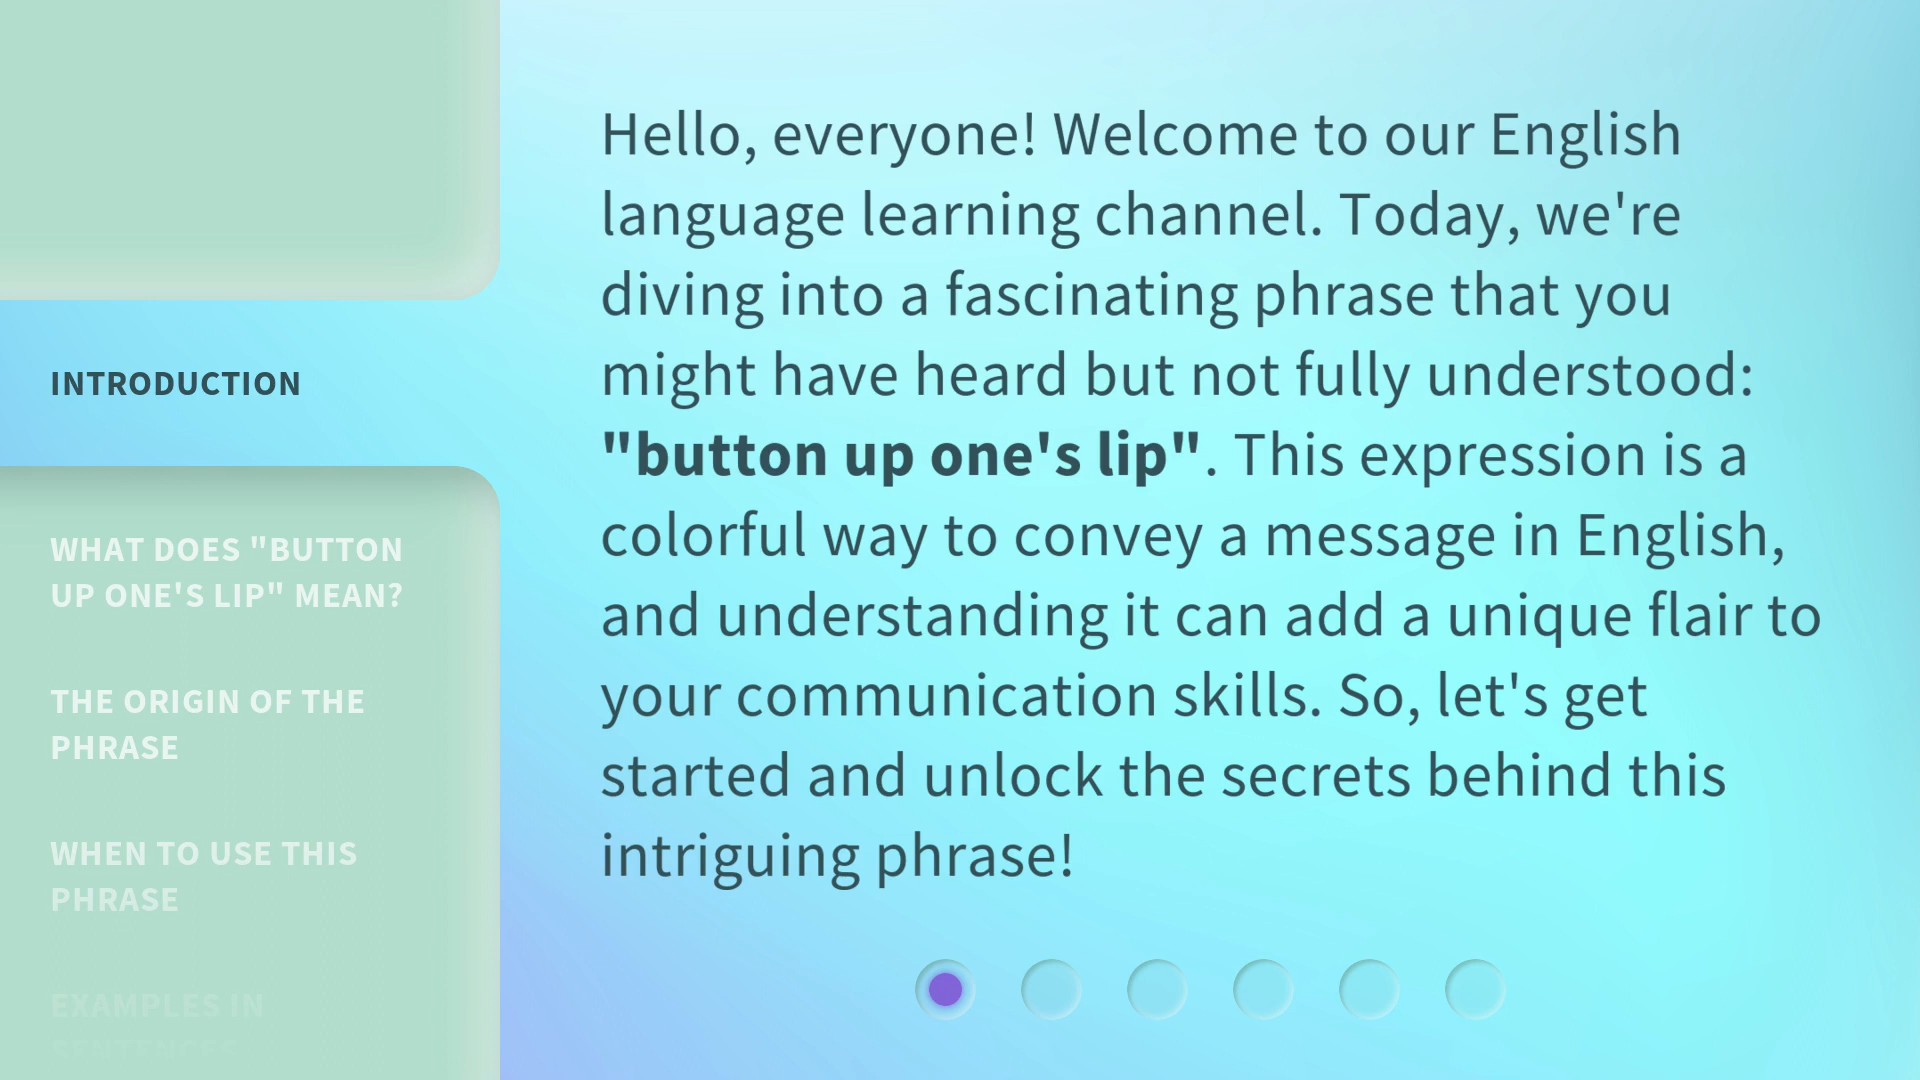 INTRODUCTION
WHAT DOES "BUTTON
UP ONE'S LIP" MEAN?
THE ORIGIN OF THE
PHRASE
WHEN TO USE THIS
PHRASE
EXAMPLES IN
SENTENCES
Hello, everyone! Welcome to our English
language learning channel. Today, we're
diving into a fascinating phrase that you
might have heard but not fully understood:
"button up one's lip". This expression is a
colorful way to convey a message in English,
and understanding it can add a unique flair to
your communication skills. So, let's get
started and unlock the secrets behind this
intriguing phrase!